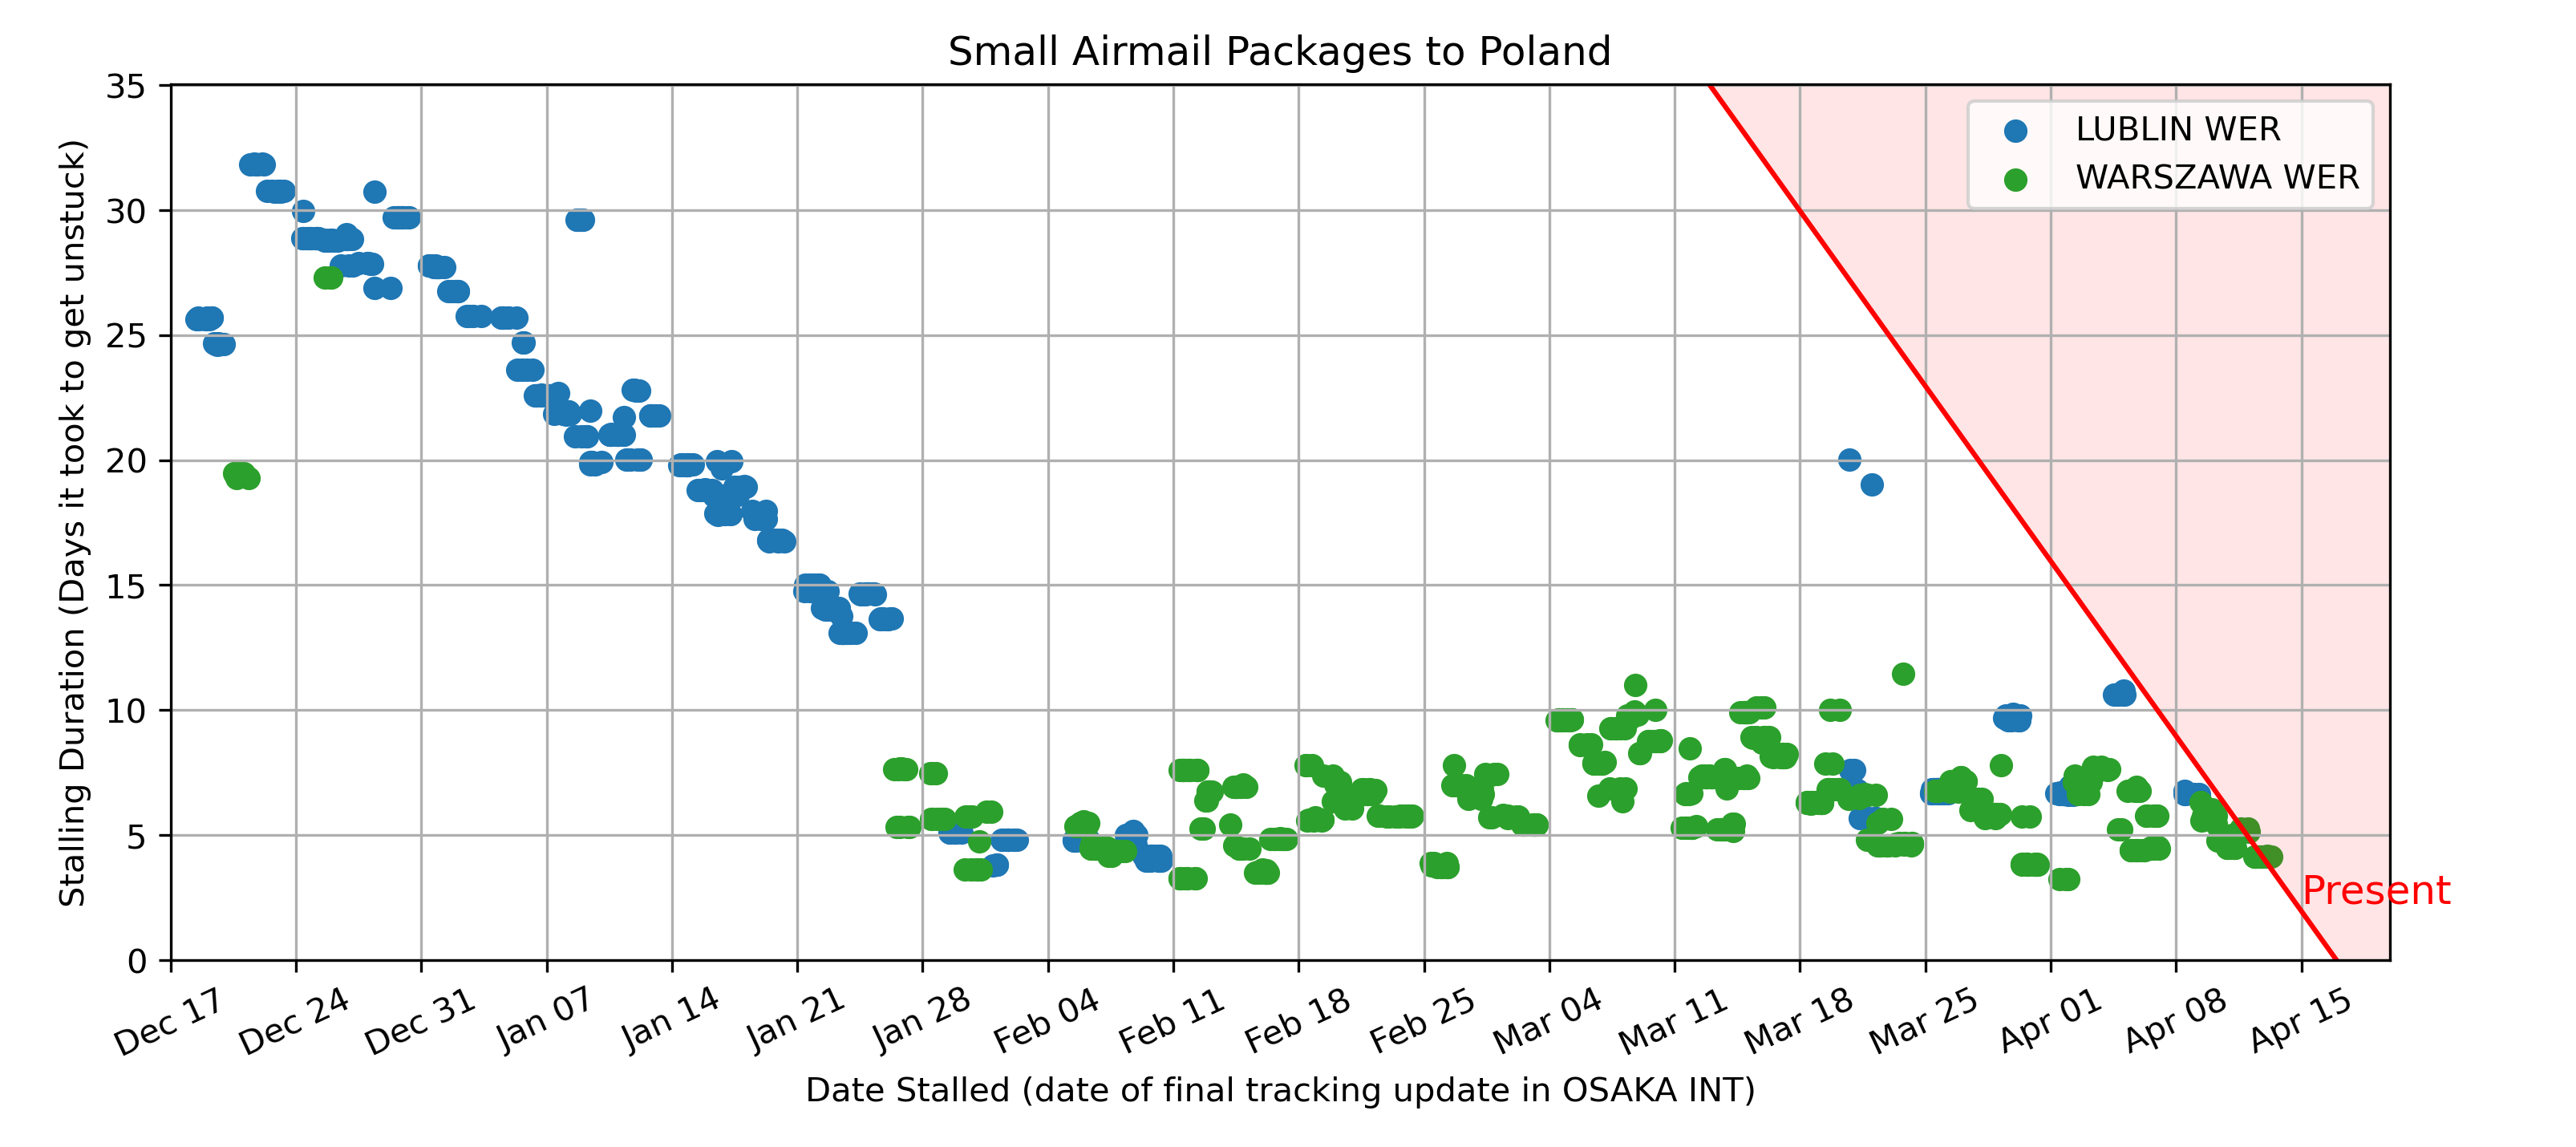 Small Airmail Packages to Poland
Stalling Duration (Days it took to get unstuck)
35
30
25
20
15
10
5
0
LUBLIN WER
WARSZAWA WER
Present
Dec 17
Dec 24
Dec 31
Jan 07
Jan 14
Jan 21
Jan 28
Feb 04
Feb 11
Feb 18
Feb 25
Mar 04
Mar 11
Mar 18
Mar 25
Apr 01
Apr 08
Apr 15
Date Stalled (date of final tracking update in OSAKA INT)